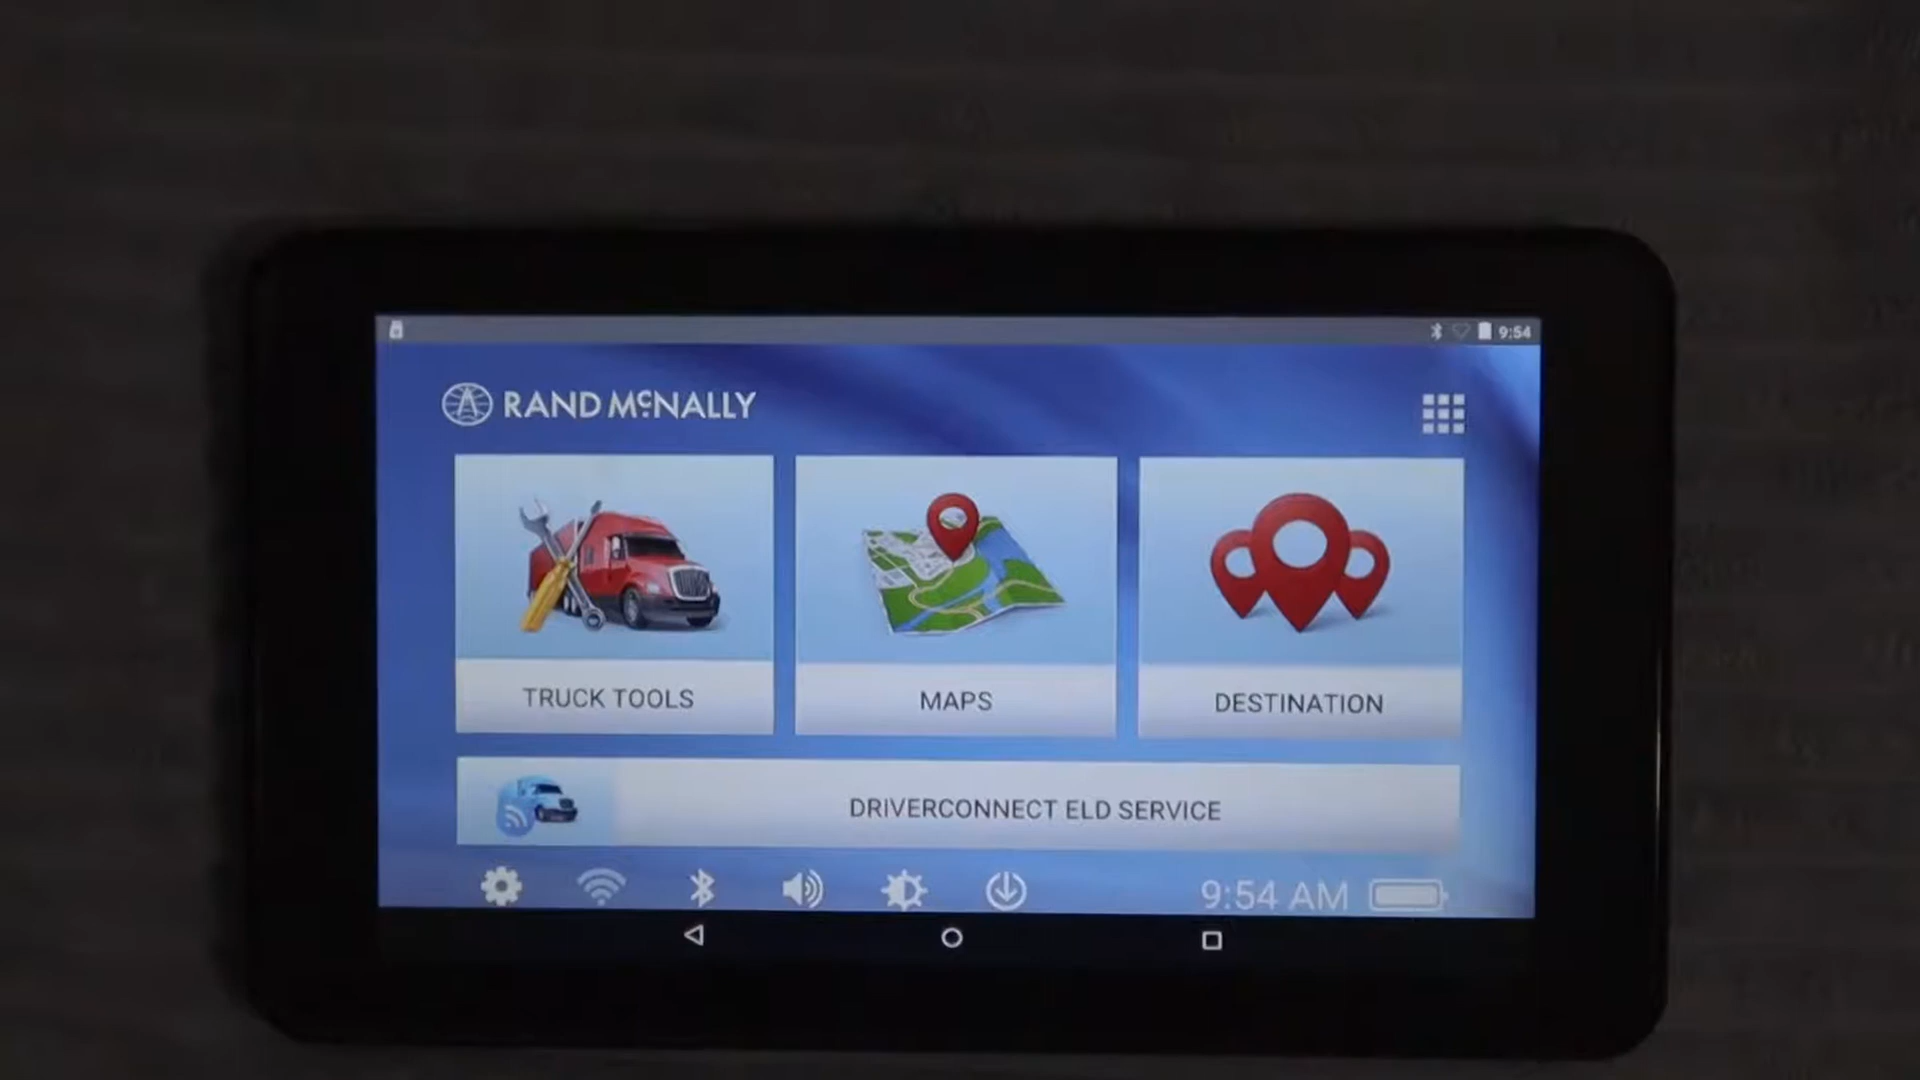 9:54
RAND MCNALLY
TRUCK TOOLS
MAPS
DESTINATION
DRIVERCONNECT ELD SERVICE
9:54 AM